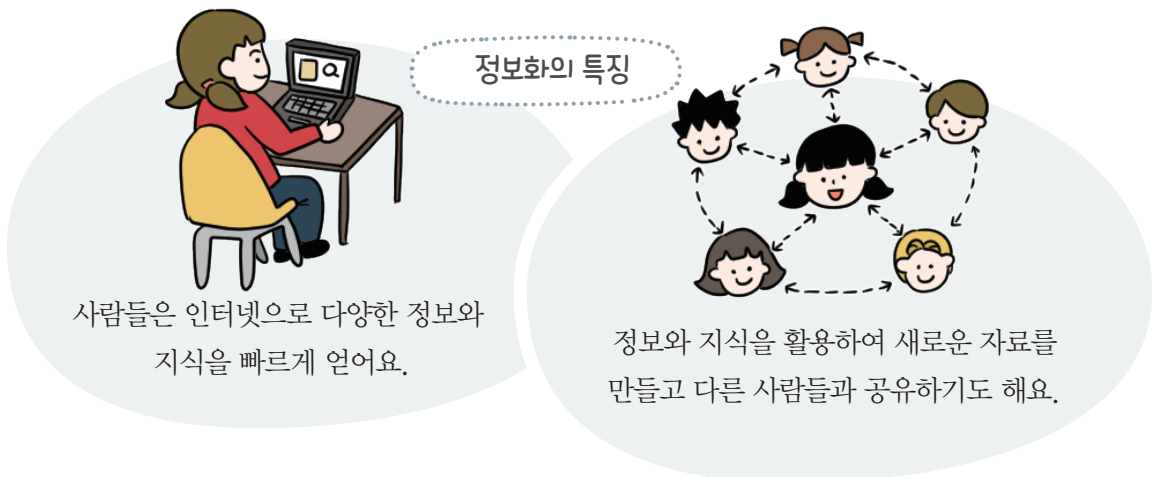 정보화의 특징
사람들은 인터넷으로 다양한 정보와
지식을 빠르게 얻어요.
정보와 지식을 활용하여 새로운 자료를
만들고 다른 사람들과 공유하기도 해요.